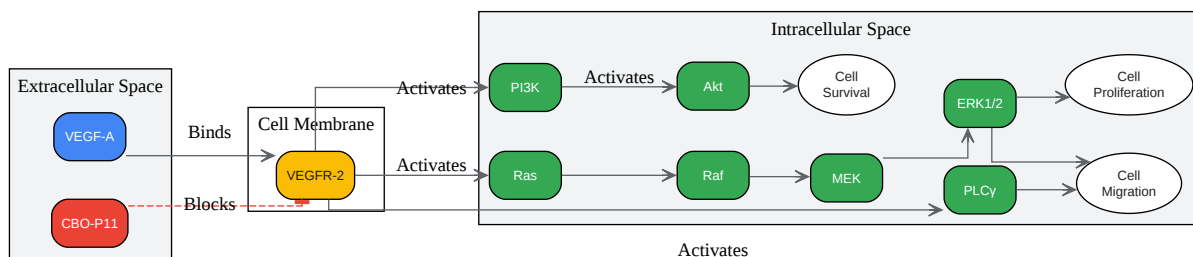 Intracellular Space
Extracellular Space
Cell Membrane
VEGF-A
Binds
VEGFR-2
CBO-P11
Blocks
Activates
PI3K
Activates
Akt
Cell
Survival
Activates
Ras
Raf
MEK
ERK1/2
PLCγ
Cell
Proliferation
Cell
Migration
Activates